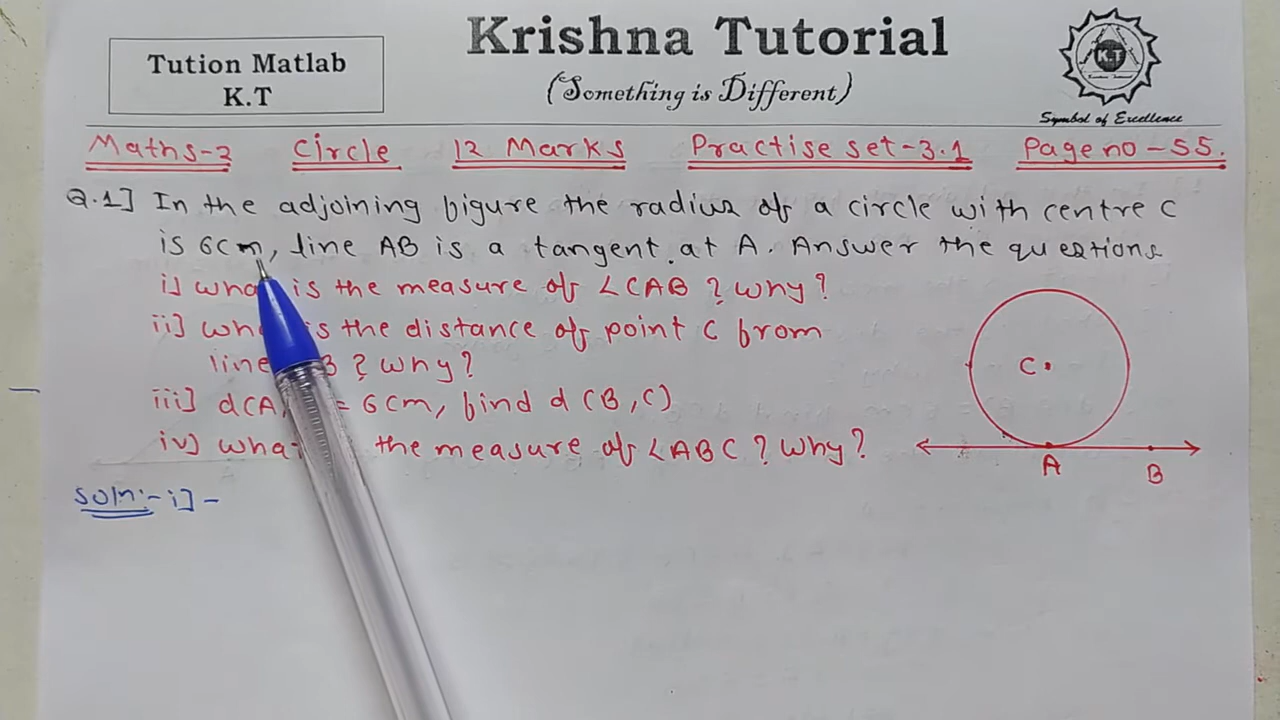 Tution Matlab
K.T
Krishna Tutorial
(Something is Different)
K.T
Symbol of Excellence
Maths-2 Circle 12 Marks Practise set-3.1 Page no-55.
Q.1] In the adjoining figure the radius of a circle with centre C
is 6cm, line AB is a tangent at A. Answer the questions
i] is the measure of ∠CAB ? Why?
ii] is the distance of point C from
line ? Why?
iii] d(A, = 6cm, find d (B,C)
iv) the measure of ∠ABC ? Why?
C
A
B
Soln:- i] -